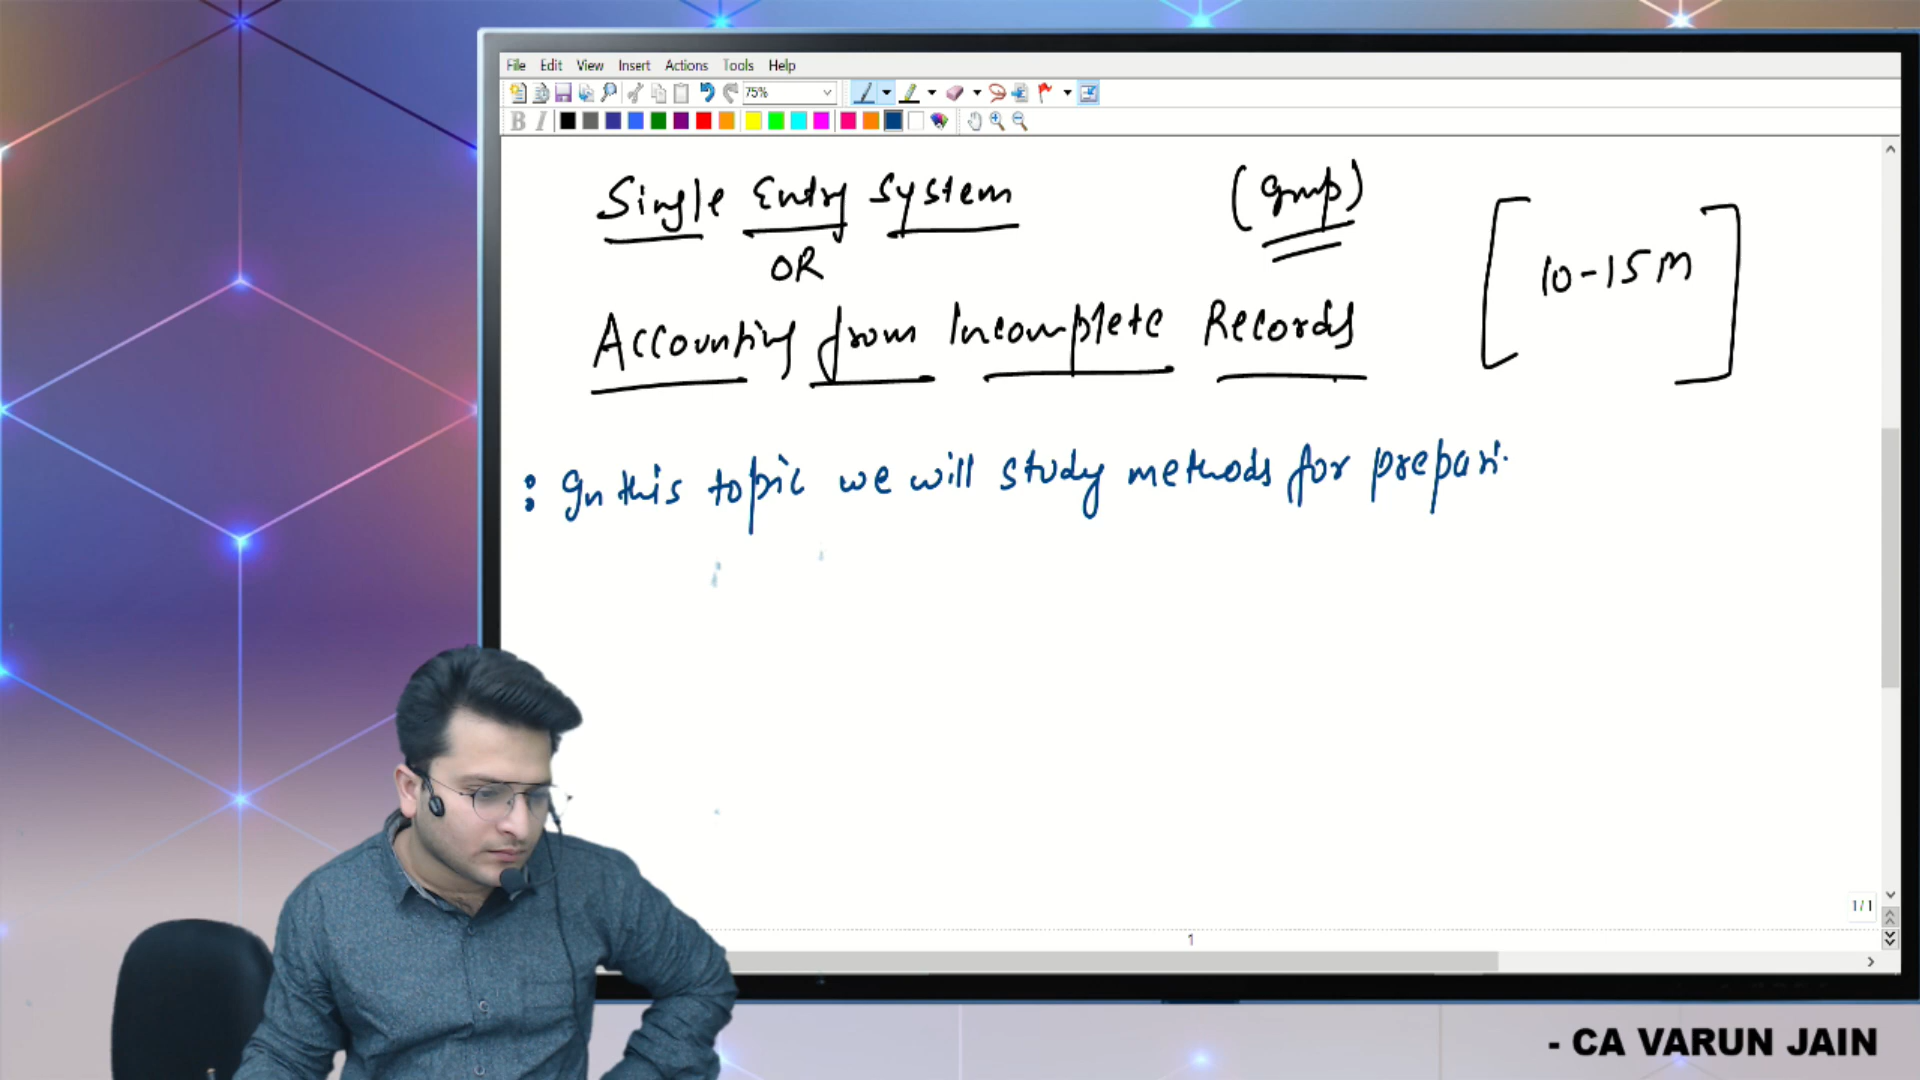 File Edit View Insert Actions Tools Help
75%
B I
Single Entry System (Imp) [10-15M]
OR
Accounting from Incomplete Records
: In this topic we will study methods for prepari
1/1
1
- CA VARUN JAIN